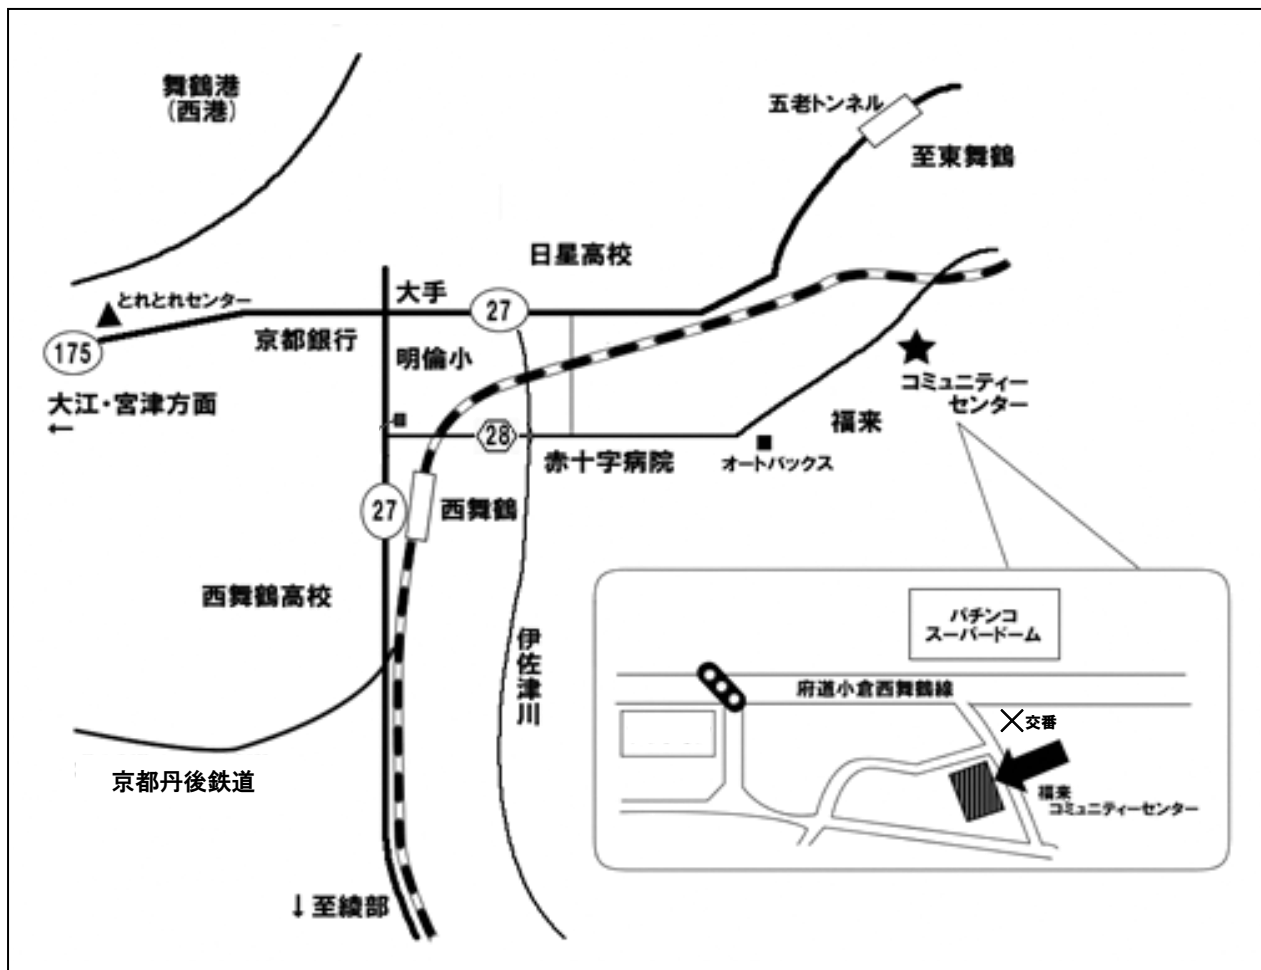 舞鶴港
(西港)
五老トンネル
至東舞鶴
日星高校
大手
とれとれセンター
27
京都銀行
175
明倫小
コミュニティー
センター
大江・宮津方面
←
福来
28
赤十字病院
オートバックス
27
西舞鶴
西舞鶴高校
伊佐津川
京都丹後鉄道
↓至綾部
パチンコ
スーパードーム
府道小倉西舞鶴線
交番
福来
コミュニティーセンター